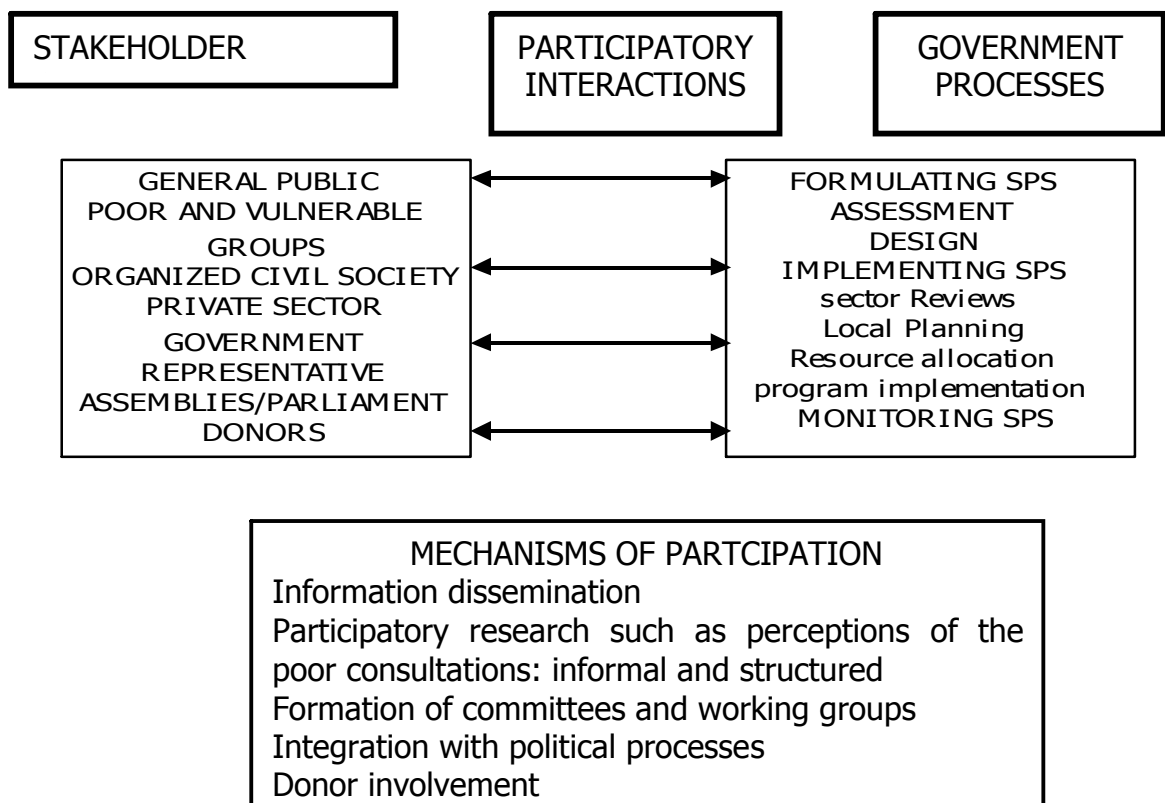 STAKEHOLDER
PARTICIPATORY
INTERACTIONS
GOVERNMENT
PROCESSES
GENERAL PUBLIC
POOR AND VULNERABLE
GROUPS
ORGANIZED CIVIL SOCIETY
PRIVATE SECTOR
GOVERNMENT
REPRESENTATIVE
ASSEMBLIES/PARLIAMENT
DONORS
FORMULATING SPS
ASSESSMENT
DESIGN
IMPLEMENTING SPS
sector Reviews
Local Planning
Resource allocation
program implementation
MONITORING SPS
MECHANISMS OF PARTCIPATION
Information dissemination
Participatory research such as perceptions of the
poor consultations: informal and structured
Formation of committees and working groups
Integration with political processes
Donor involvement